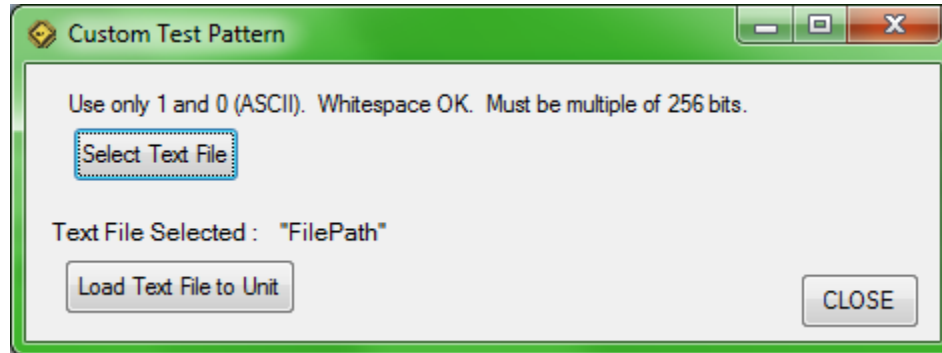 Custom Test Pattern
Use only 1 and 0 (ASCII).  Whitespace OK.  Must be multiple of 256 bits.
Select Text File
Text File Selected :   "FilePath"
Load Text File to Unit
CLOSE